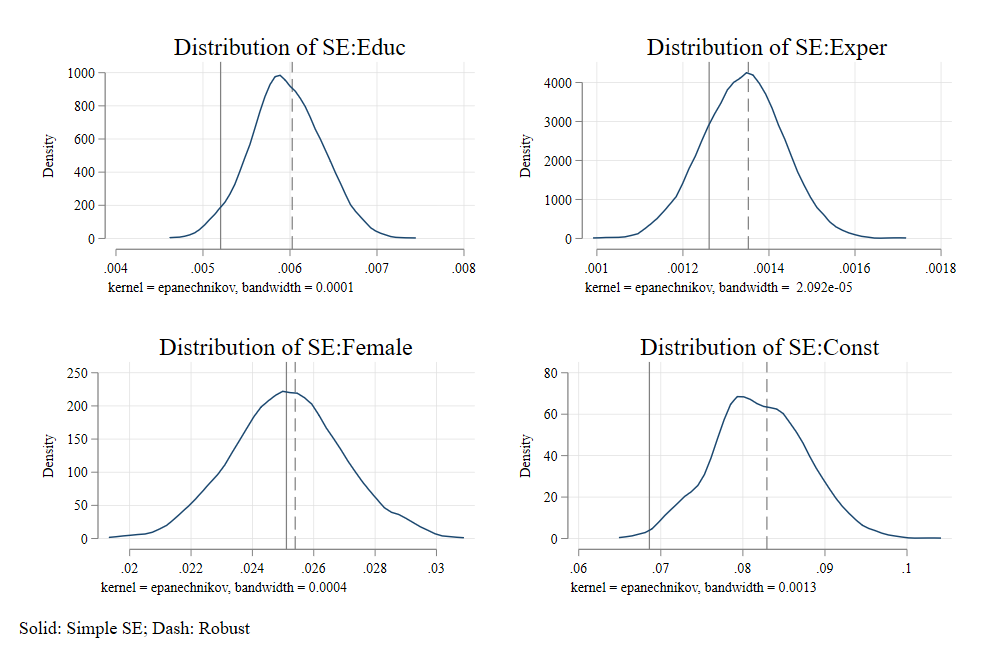 Distribution of SE:Educ
Density
1000
800
600
400
200
0
.004 .005 .006 .007 .008
kernel = epanechnikov, bandwidth = 0.0001
Distribution of SE:Exper
Density
4000
3000
2000
1000
0
.001 .0012 .0014 .0016 .0018
kernel = epanechnikov, bandwidth = 2.092e-05
Distribution of SE:Female
Density
250
200
150
100
50
0
.02 .022 .024 .026 .028 .03
kernel = epanechnikov, bandwidth = 0.0004
Distribution of SE:Const
Density
80
60
40
20
0
.06 .07 .08 .09 .1
kernel = epanechnikov, bandwidth = 0.0013
Solid: Simple SE; Dash: Robust